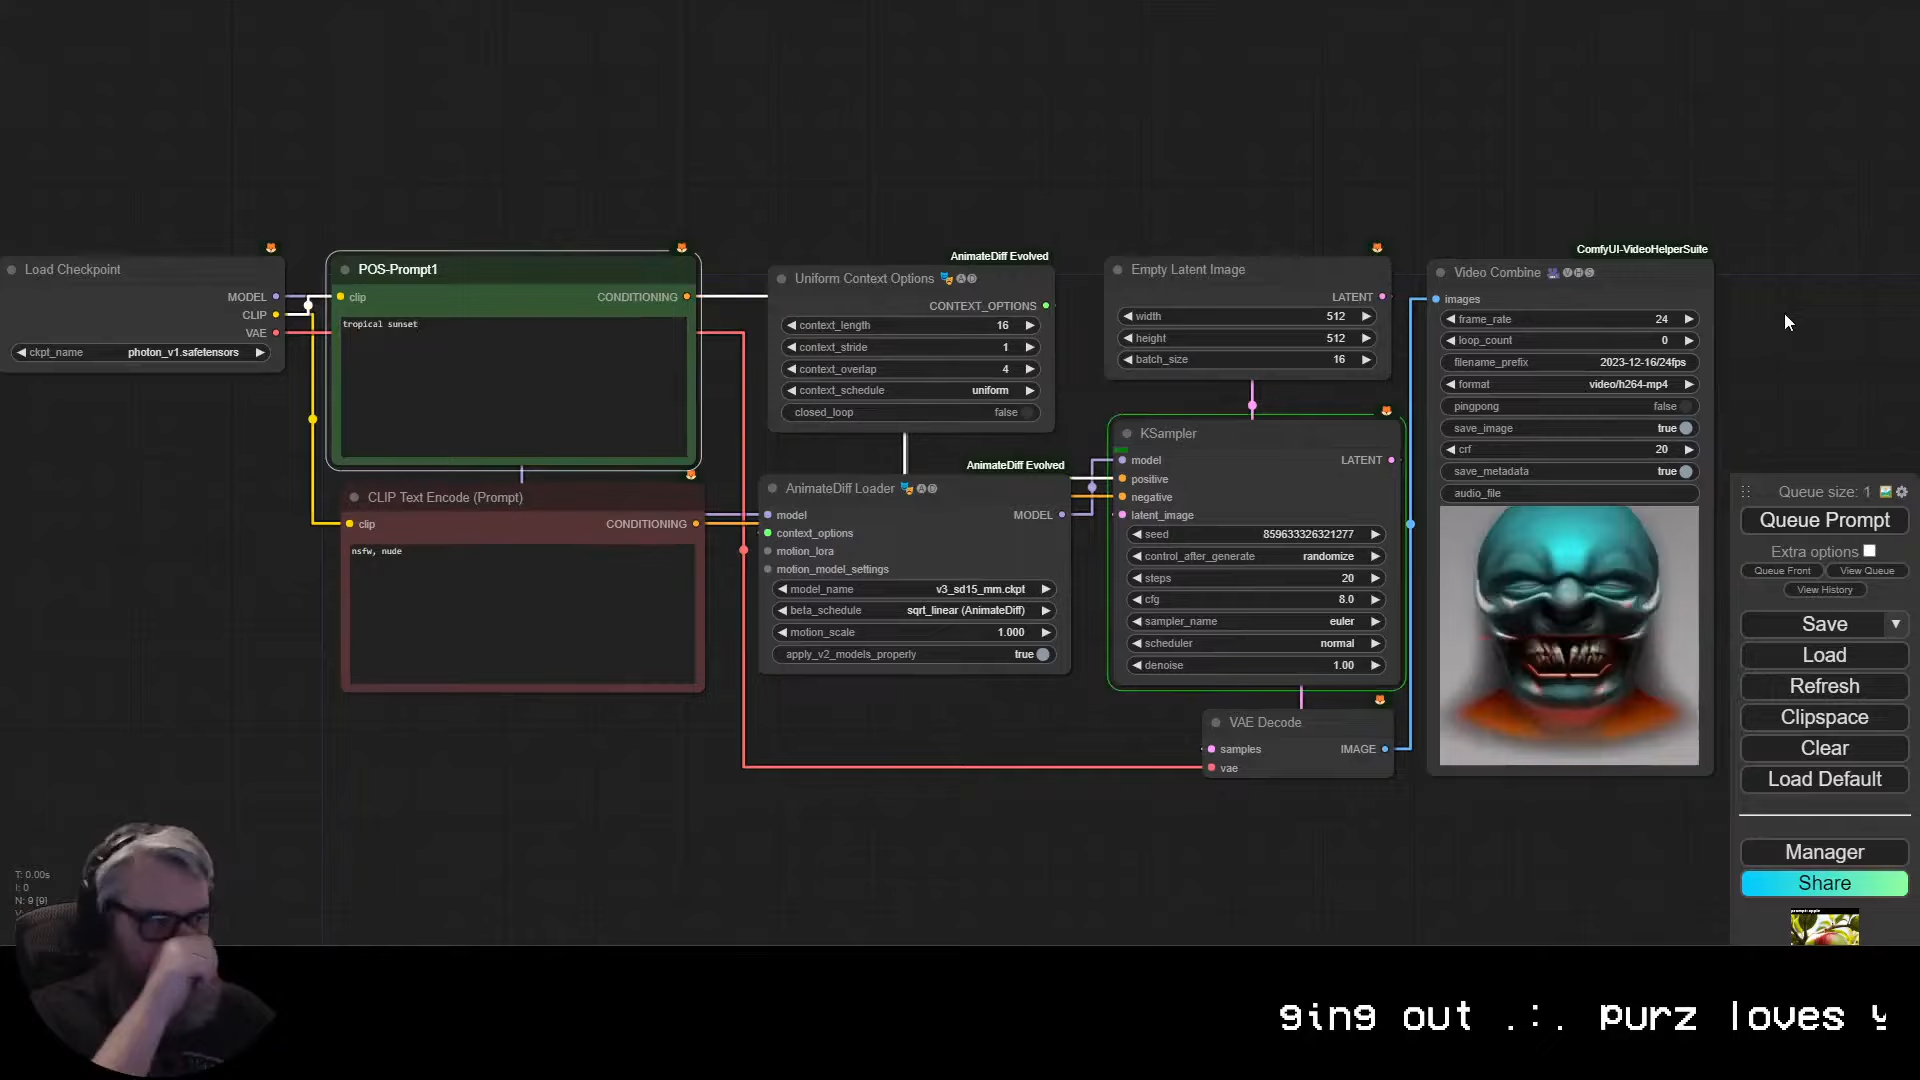 Load Checkpoint
MODEL
CLIP
VAE
ckpt_name photon_v1.safetensors
POS-Prompt1
clip CONDITIONING
tropical sunset
CLIP Text Encode (Prompt)
clip CONDITIONING
nsfw, nude
AnimateDiff Evolved
Uniform Context Options
CONTEXT_OPTIONS
context_length 16
context_stride 1
context_overlap 4
context_schedule uniform
closed_loop false
AnimateDiff Evolved
AnimateDiff Loader
model MODEL
context_options
motion_lora
motion_model_settings
model_name v3_sd15_mm.ckpt
beta_schedule sqrt_linear (AnimateDiff)
motion_scale 1.000
apply_v2_models_properly true
Empty Latent Image
LATENT
width 512
height 512
batch_size 16
KSampler
model LATENT
positive
negative
latent_image
seed 859633326321277
control_after_generate randomize
steps 20
cfg 8.0
sampler_name euler
scheduler normal
denoise 1.00
VAE Decode
samples IMAGE
vae
ComfyUI-VideoHelperSuite
Video Combine VHS
images
frame_rate 24
loop_count 0
filename_prefix 2023-12-16/24fps
format video/h264-mp4
pingpong false
save_image true
crf 20
save_metadata true
audio_file
Queue size: 1
Queue Prompt
Extra options
Queue Front View Queue
View History
Save
Load
Refresh
Clipspace
Clear
Load Default
Manager
Share
T: 0.00s
I: 0
N: 9 [9]
ging out .:. purz loves